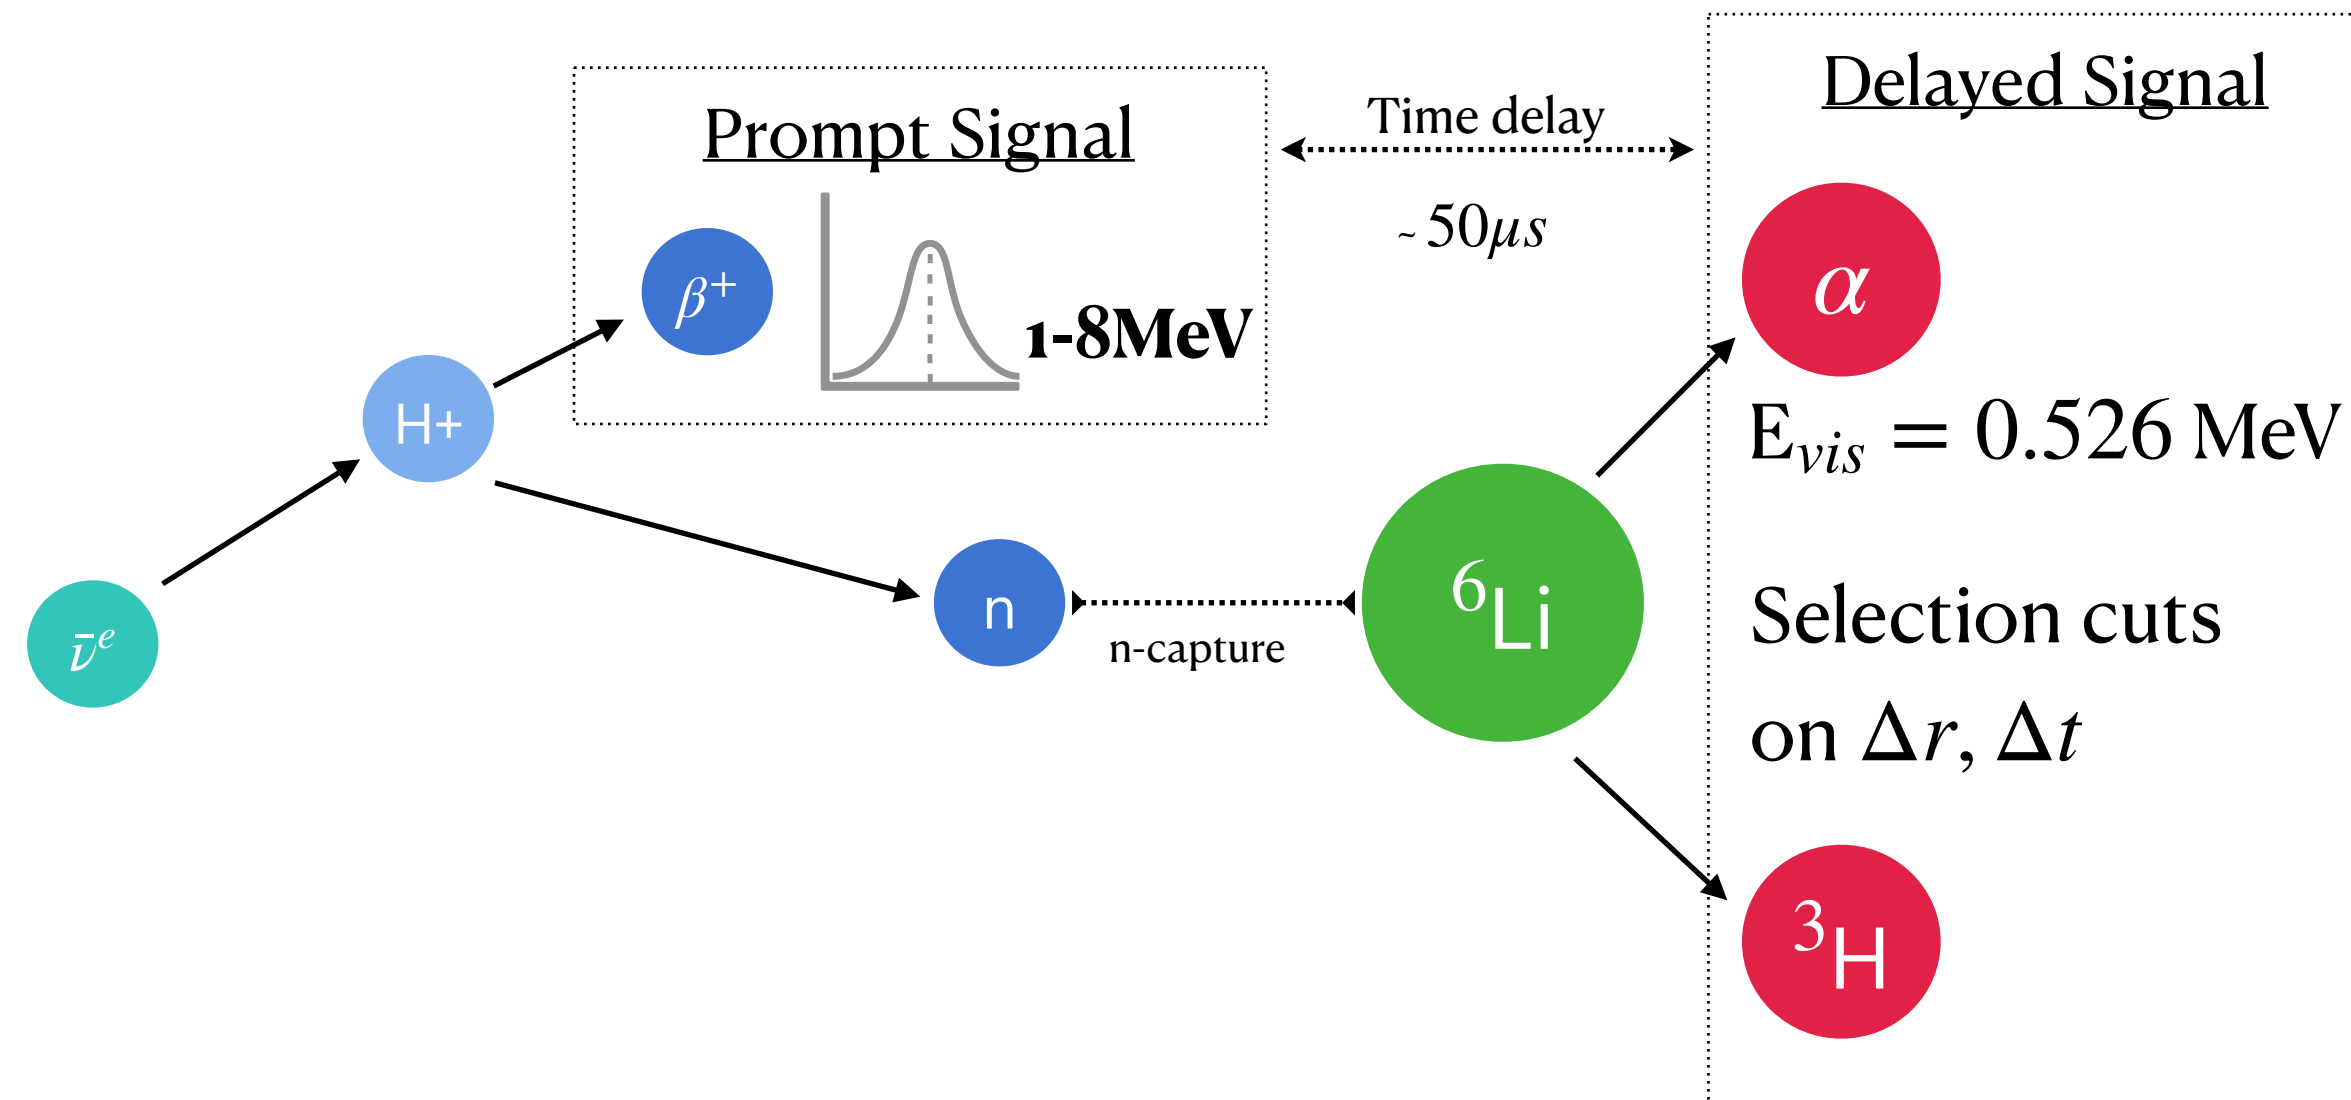 Prompt Signal
β⁺
1-8MeV
Time delay
~ 50μs
Delayed Signal
α
E_vis = 0.526 MeV
H+
ν̄ᵉ
n
n-capture
⁶Li
Selection cuts
on Δr, Δt
³H